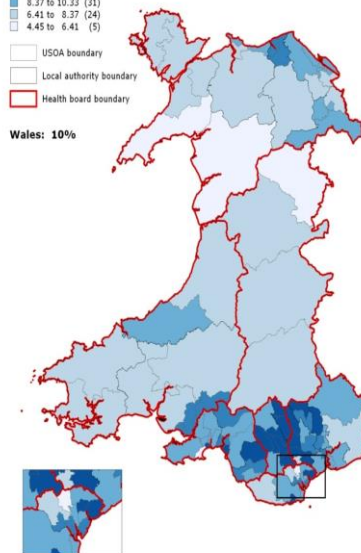 8.37 to 10.33 (31)
6.41 to 8.37 (24)
4.45 to 6.41 (5)
USOA boundary
Local authority boundary
Health board boundary
Wales: 10%